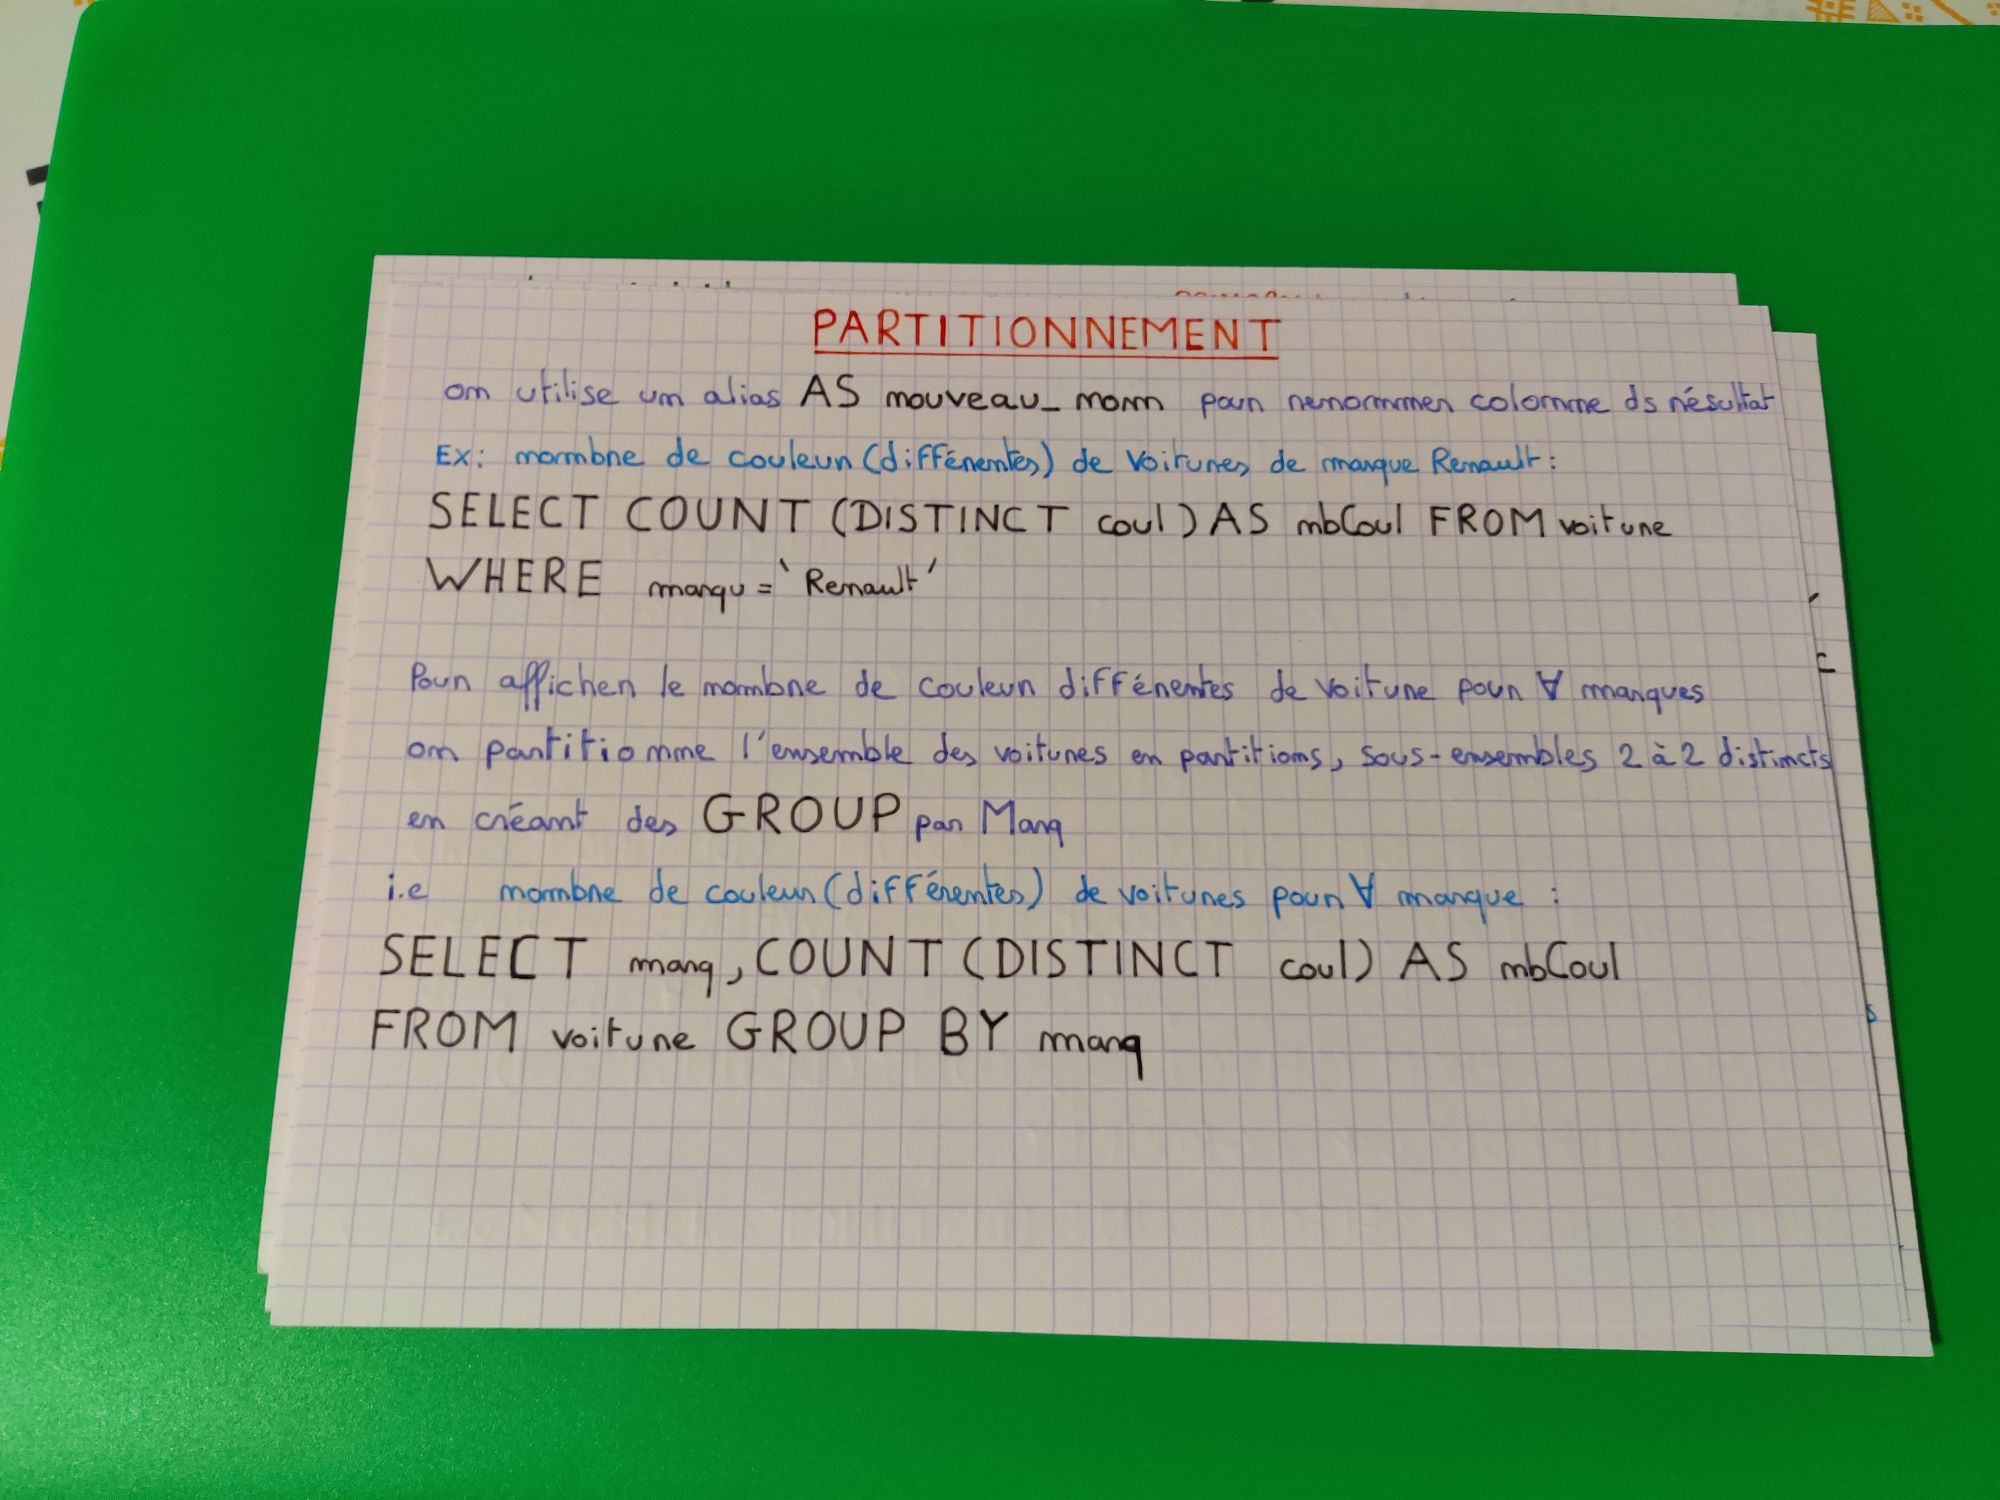 PARTITIONNEMENT
on utilise un alias AS nouveau_nom pour renommer colonne ds résultat
Ex: nombre de couleur (différentes) de voitures de marque Renault :
SELECT COUNT (DISTINCT coul) AS nbCoul FROM voiture
WHERE marqu = 'Renault'
Pour afficher le nombre de couleur différentes de voiture pour ∀ marques
on partitionne l'ensemble des voitures en partitions, sous-ensembles 2 à 2 distincts
en créant des GROUP par Marq
i.e nombre de couleur (différentes) de voitures pour ∀ marque :
SELECT marq, COUNT (DISTINCT coul) AS nbCoul
FROM voiture GROUP BY marq